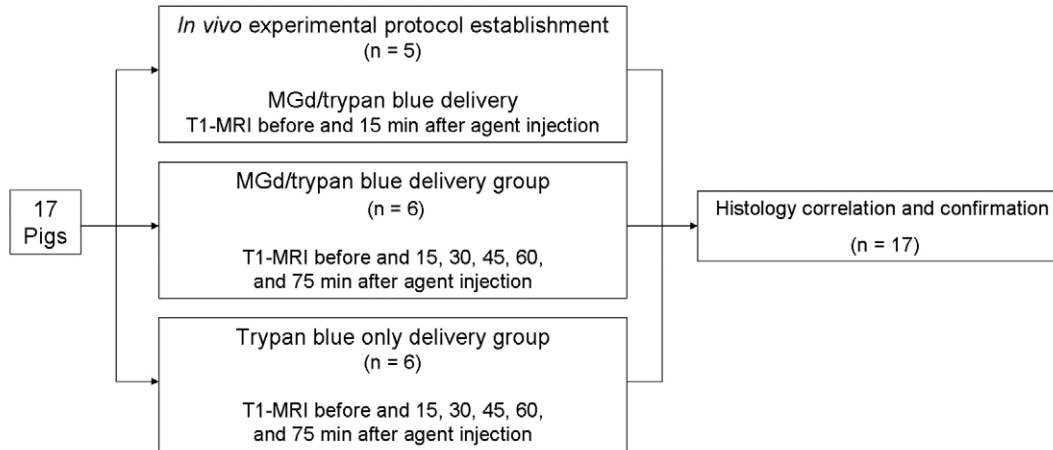 17
Pigs
In vivo experimental protocol establishment
(n = 5)
MGd/trypan blue delivery
T1-MRI before and 15 min after agent injection
MGd/trypan blue delivery group
(n = 6)
T1-MRI before and 15, 30, 45, 60,
and 75 min after agent injection
Trypan blue only delivery group
(n = 6)
T1-MRI before and 15, 30, 45, 60,
and 75 min after agent injection
Histology correlation and confirmation
(n = 17)